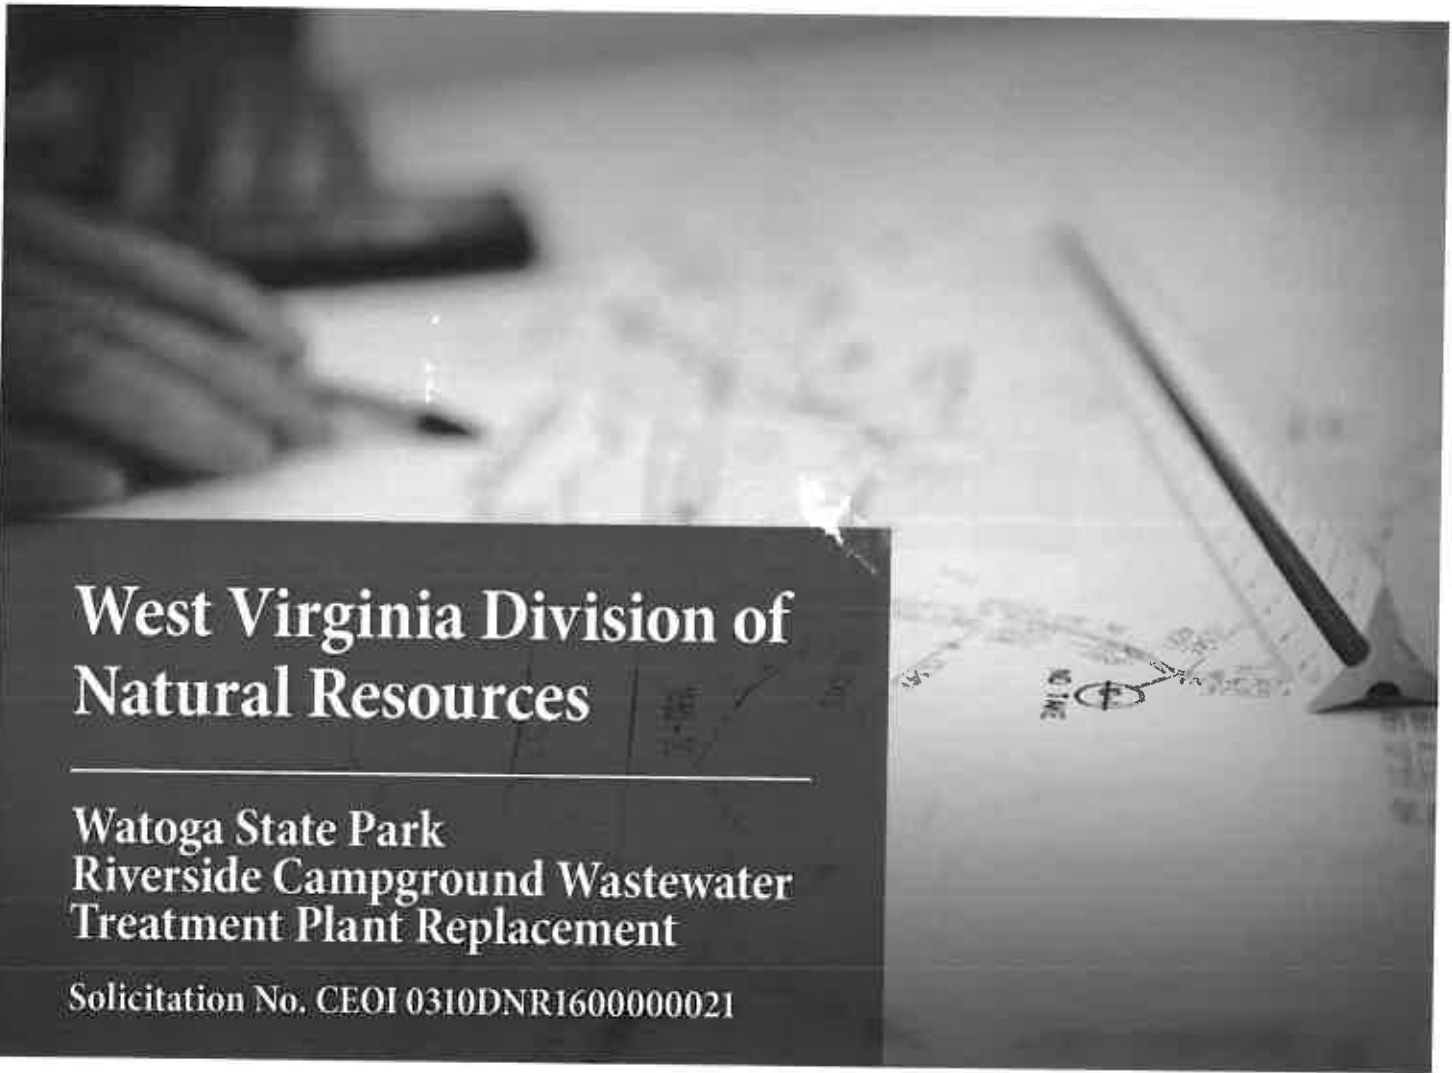 West Virginia Division of
Natural Resources
Watoga State Park
Riverside Campground Wastewater
Treatment Plant Replacement
Solicitation No. CEOI 0310DNR1600000021